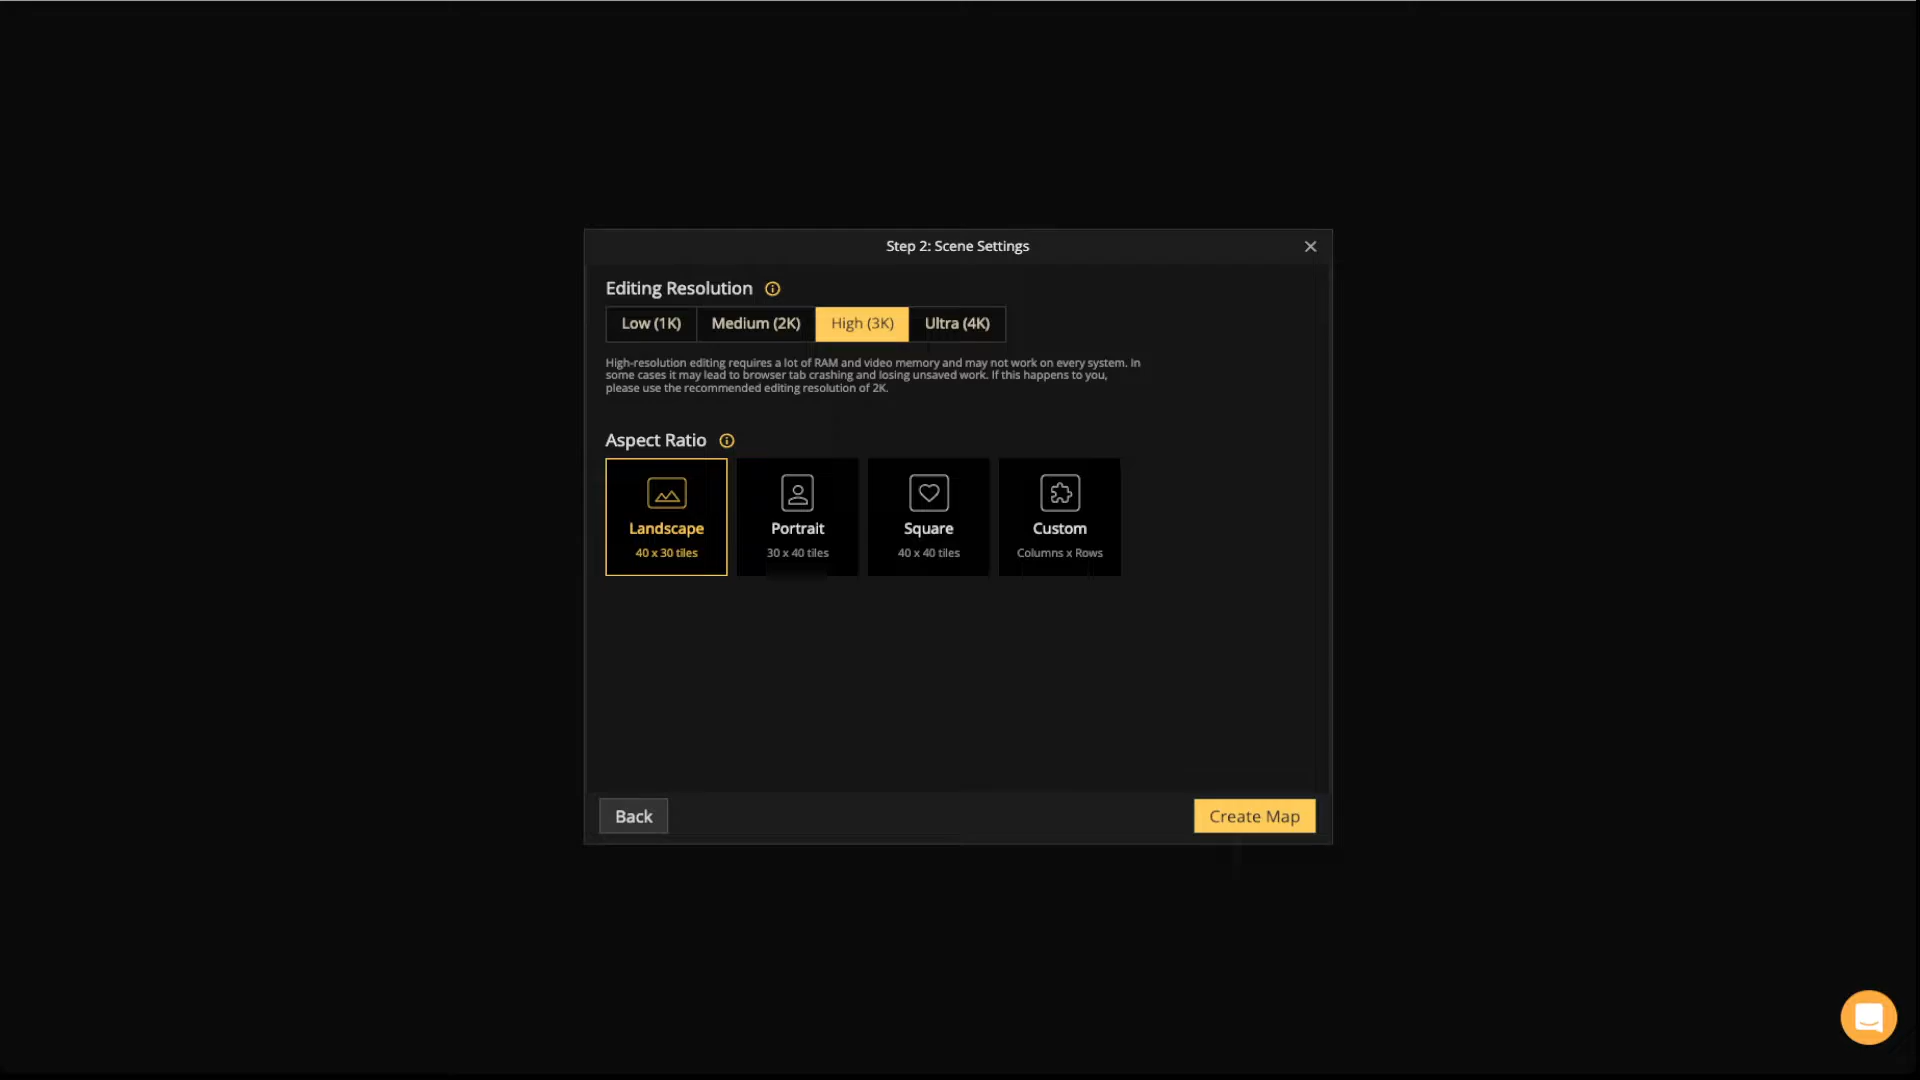 Step 2: Scene Settings
Editing Resolution
Low (1K) Medium (2K) High (3K) Ultra (4K)
High-resolution editing requires a lot of RAM and video memory and may not work on every system. In
some cases it may lead to browser tab crashing and losing unsaved work. If this happens to you,
please use the recommended editing resolution of 2K.
Aspect Ratio
Landscape
40 x 30 tiles
Portrait
30 x 40 tiles
Square
40 x 40 tiles
Custom
Columns x Rows
Back
Create Map